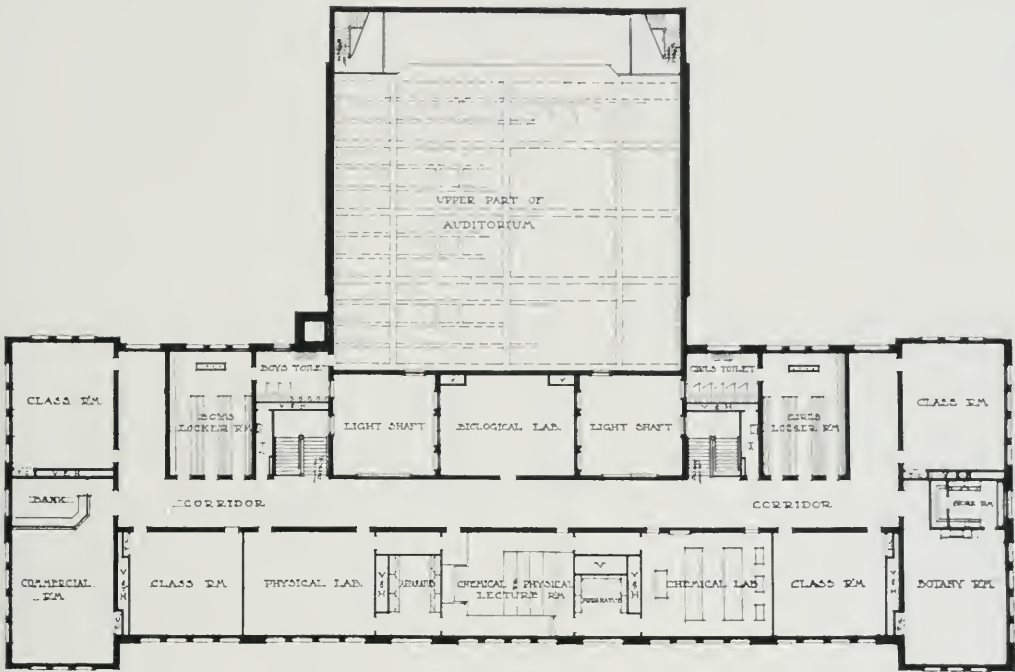 UPPER PART OF
AUDITORIUM
BOYS TOILET
GIRLS TOILET
CLASS RM.
BOYS
LOCKER RM
LIGHT SHAFT
BIOLOGICAL LAB.
LIGHT SHAFT
GIRLS
LOCKER RM
CLASS RM.
V & H
V & H
V & H
BANK
CORRIDOR
CORRIDOR
COMMERCIAL
RM.
V & H
CLASS RM.
PHYSICAL LAB.
V & H
APPARATUS
CHEMICAL & PHYSICAL
LECTURE RM
V
APPARATUS
V & H
CHEMICAL LAB
CLASS RM.
V & H
BOTANY RM.